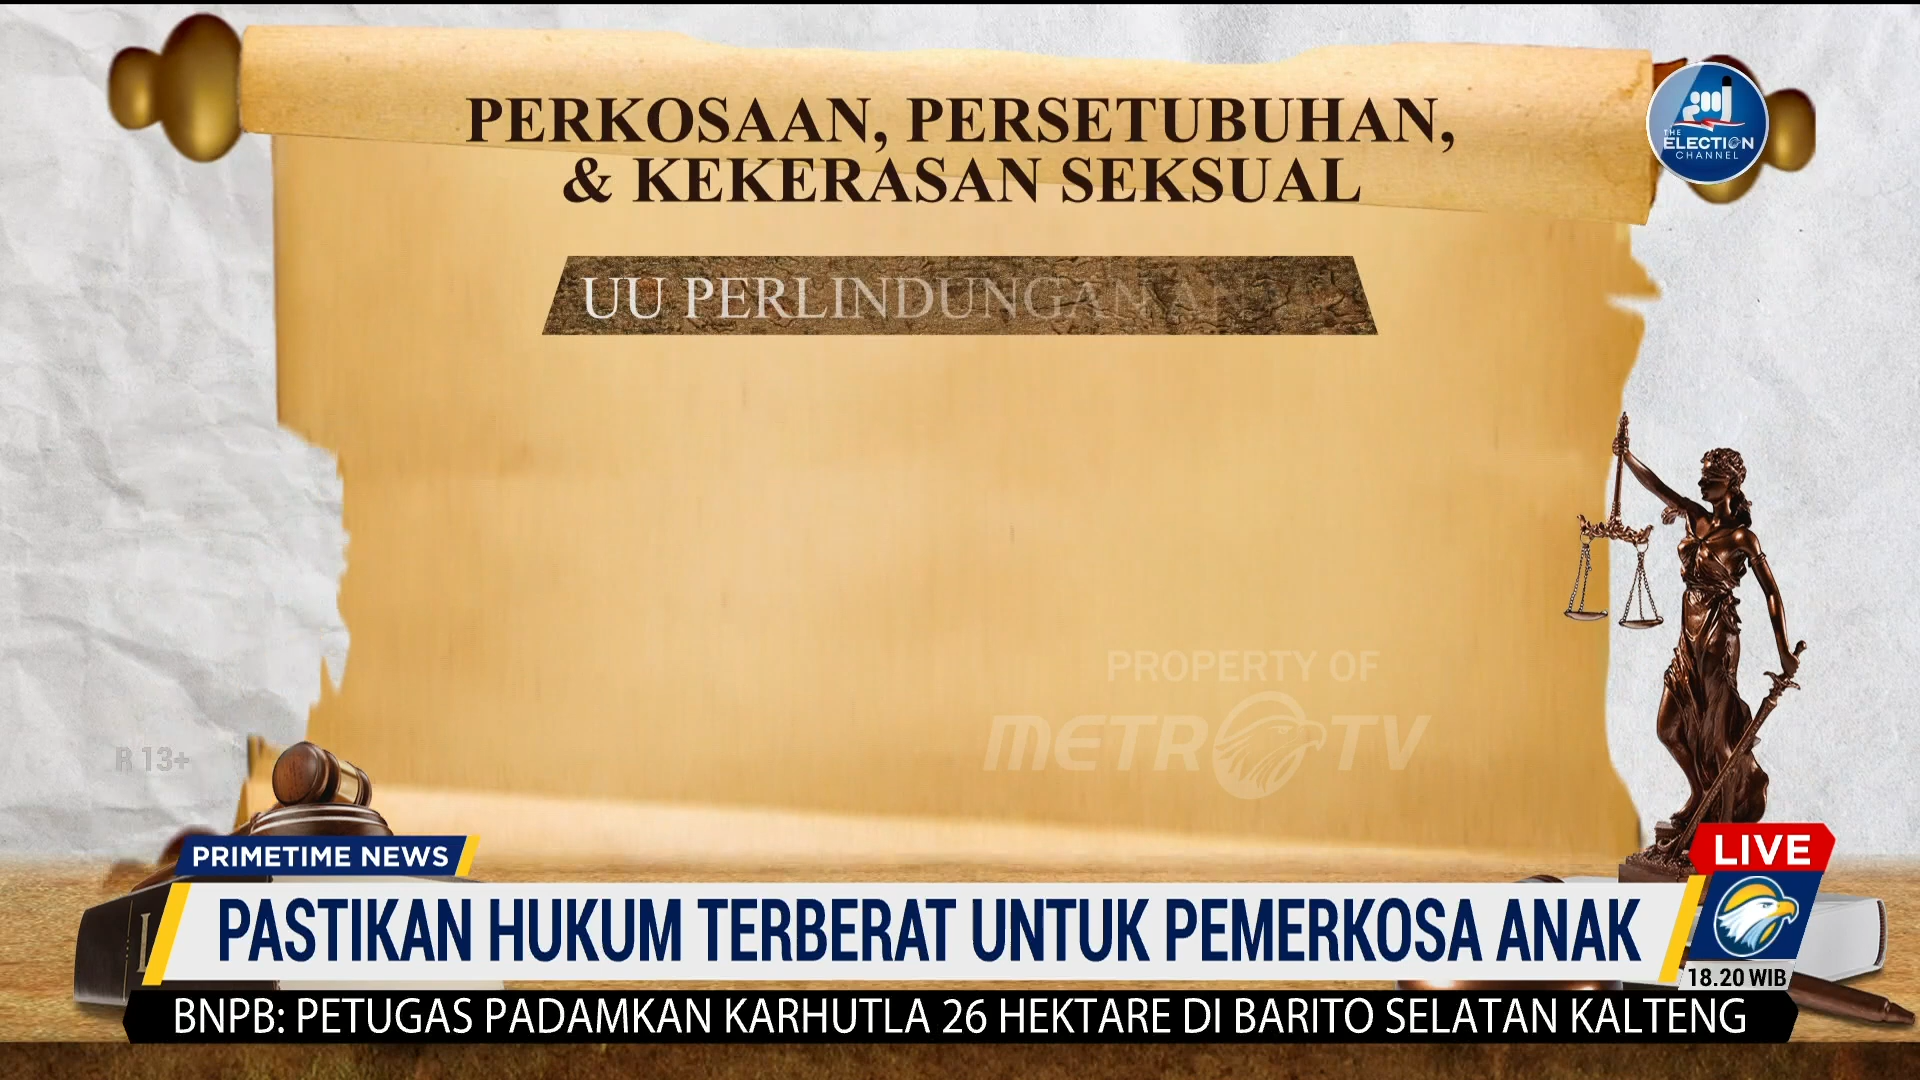 PERKOSAAN, PERSETUBUHAN,
& KEKERASAN SEKSUAL
THE
ELECTION
CHANNEL
UU PERLINDUNGAN AN
PROPERTY OF
METRO TV
R 13+
PRIMETIME NEWS
LIVE
PASTIKAN HUKUM TERBERAT UNTUK PEMERKOSA ANAK
18.20 WIB
BNPB: PETUGAS PADAMKAN KARHUTLA 26 HEKTARE DI BARITO SELATAN KALTENG